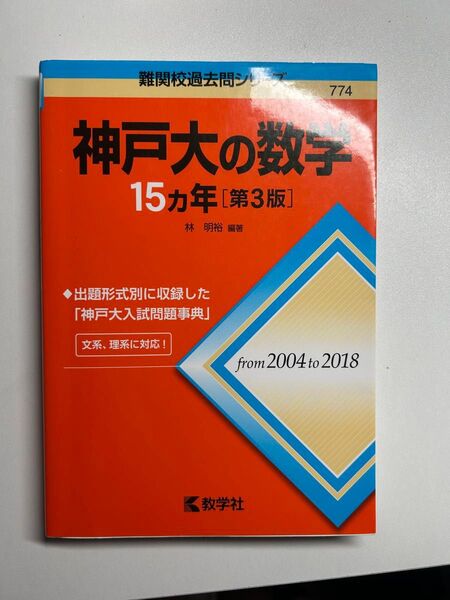 難関校過去問シリーズ
774
神戸大の数学
15カ年[第3版]
林 明裕 編著
◆出題形式別に収録した
「神戸大入試問題事典」
文系、理系に対応!
from 2004 to 2018
教学社